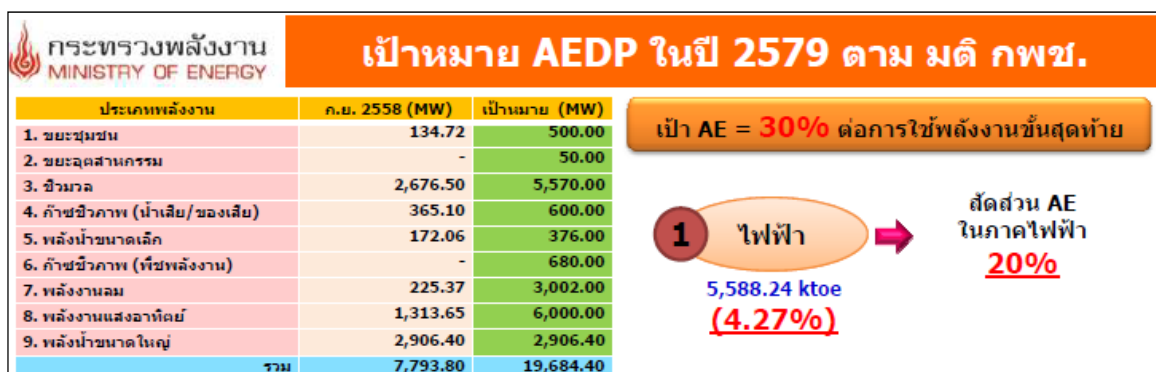 กระทรวงพลังงาน
MINISTRY OF ENERGY
เป้าหมาย AEDP ในปี 2579 ตาม มติ กพช.
ประเภทพลังงาน ก.ย. 2558 (MW) เป้าหมาย (MW)
1. ขยะชุมชน 134.72 500.00
2. ขยะอุตสาหกรรม - 50.00
3. ชีวมวล 2,676.50 5,570.00
4. ก๊าซชีวภาพ (น้ำเสีย/ของเสีย) 365.10 600.00
5. พลังน้ำขนาดเล็ก 172.06 376.00
6. ก๊าซชีวภาพ (พืชพลังงาน) - 680.00
7. พลังงานลม 225.37 3,002.00
8. พลังงานแสงอาทิตย์ 1,313.65 6,000.00
9. พลังน้ำขนาดใหญ่ 2,906.40 2,906.40
รวม 7,793.80 19,684.40
เป้า AE = 30% ต่อการใช้พลังงานขั้นสุดท้าย
1 ไฟฟ้า
5,588.24 ktoe
(4.27%)
สัดส่วน AE
ในภาคไฟฟ้า
20%